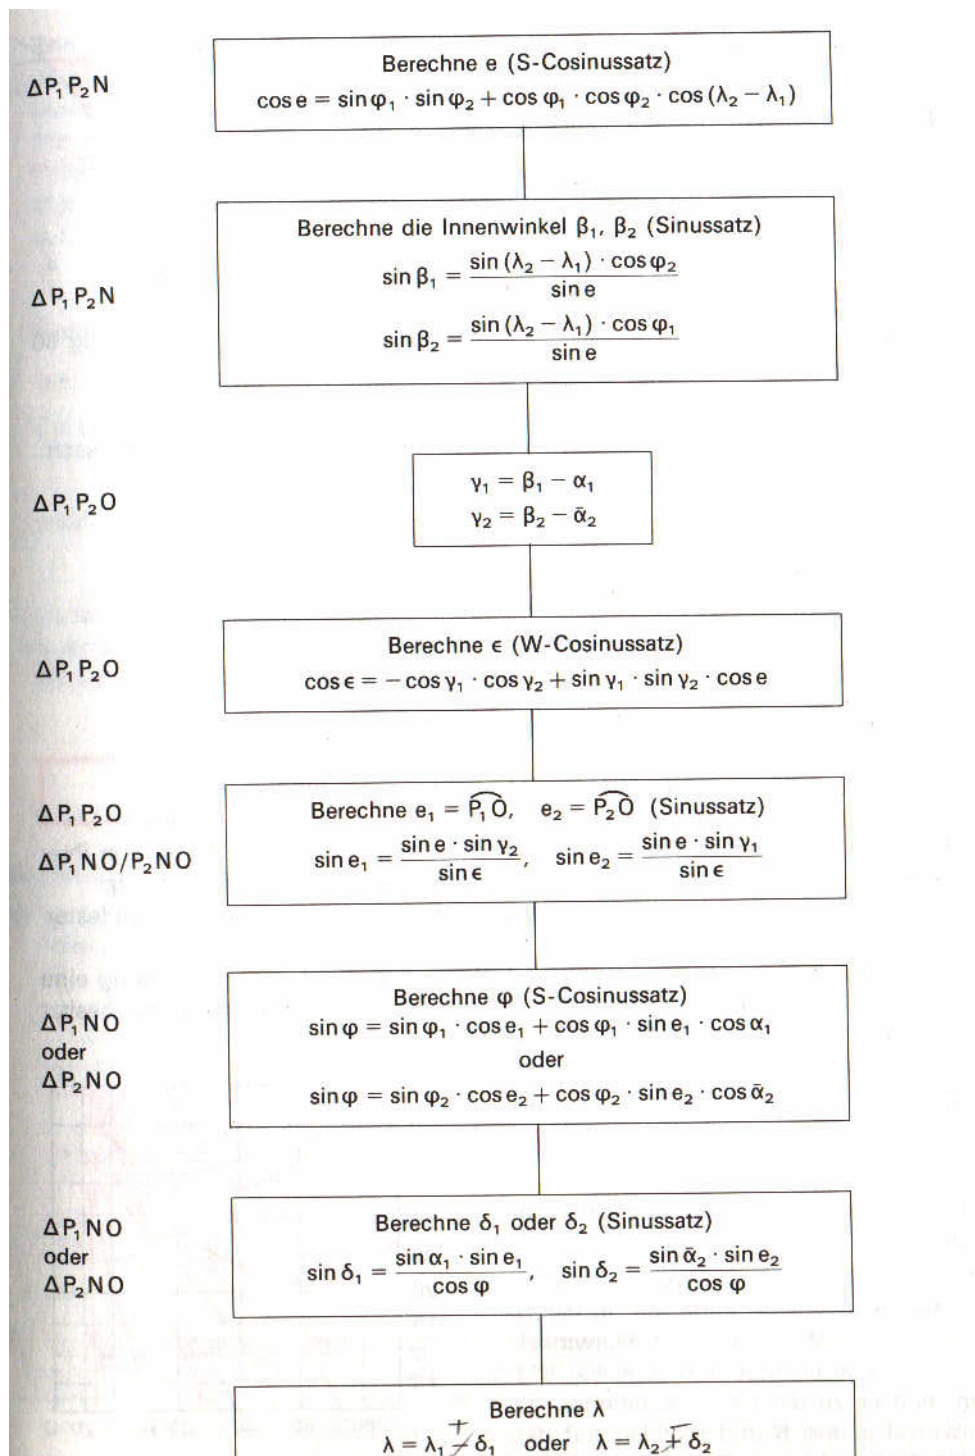 ΔP₁P₂N
Berechne e (S-Cosinussatz)
cos e = sin φ₁ · sin φ₂ + cos φ₁ · cos φ₂ · cos (λ₂ − λ₁)
ΔP₁P₂N
Berechne die Innenwinkel β₁, β₂ (Sinussatz)
sin β₁ = sin (λ₂ − λ₁) · cos φ₂ / sin e
sin β₂ = sin (λ₂ − λ₁) · cos φ₁ / sin e
ΔP₁P₂O
γ₁ = β₁ − α₁
γ₂ = β₂ − ᾱ₂
ΔP₁P₂O
Berechne ϵ (W-Cosinussatz)
cos ϵ = − cos γ₁ · cos γ₂ + sin γ₁ · sin γ₂ · cos e
ΔP₁P₂O
ΔP₁NO/P₂NO
Berechne e₁ = P₁O, e₂ = P₂O (Sinussatz)
sin e₁ = sin e · sin γ₂ / sin ϵ, sin e₂ = sin e · sin γ₁ / sin ϵ
ΔP₁NO
oder
ΔP₂NO
Berechne φ (S-Cosinussatz)
sin φ = sin φ₁ · cos e₁ + cos φ₁ · sin e₁ · cos α₁
oder
sin φ = sin φ₂ · cos e₂ + cos φ₂ · sin e₂ · cos ᾱ₂
ΔP₁NO
oder
ΔP₂NO
Berechne δ₁ oder δ₂ (Sinussatz)
sin δ₁ = sin α₁ · sin e₁ / cos φ, sin δ₂ = sin ᾱ₂ · sin e₂ / cos φ
Berechne λ
+ −
λ = λ₁ − δ₁ oder λ = λ₂ + δ₂